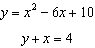 y = x² − 6x + 10
y + x = 4